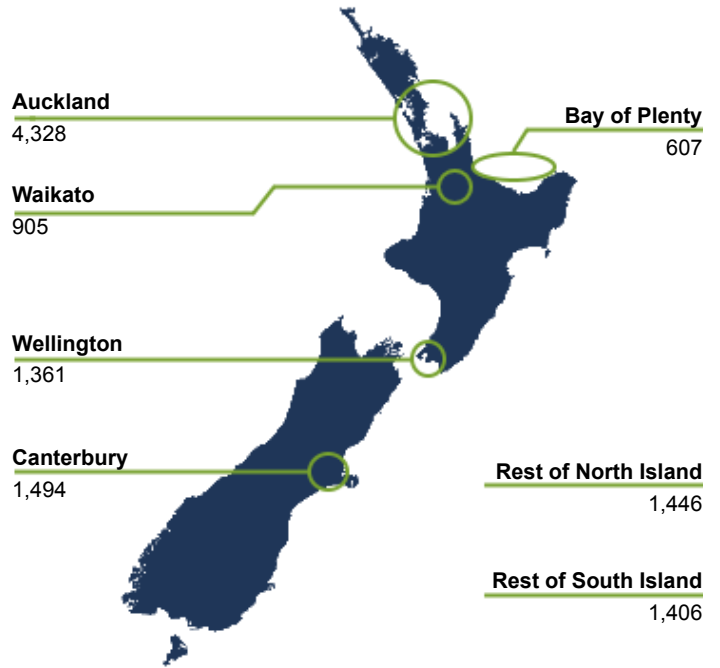 Auckland
4,328
Bay of Plenty
607
Waikato
905
Wellington
1,361
Canterbury
1,494
Rest of North Island
1,446
Rest of South Island
1,406